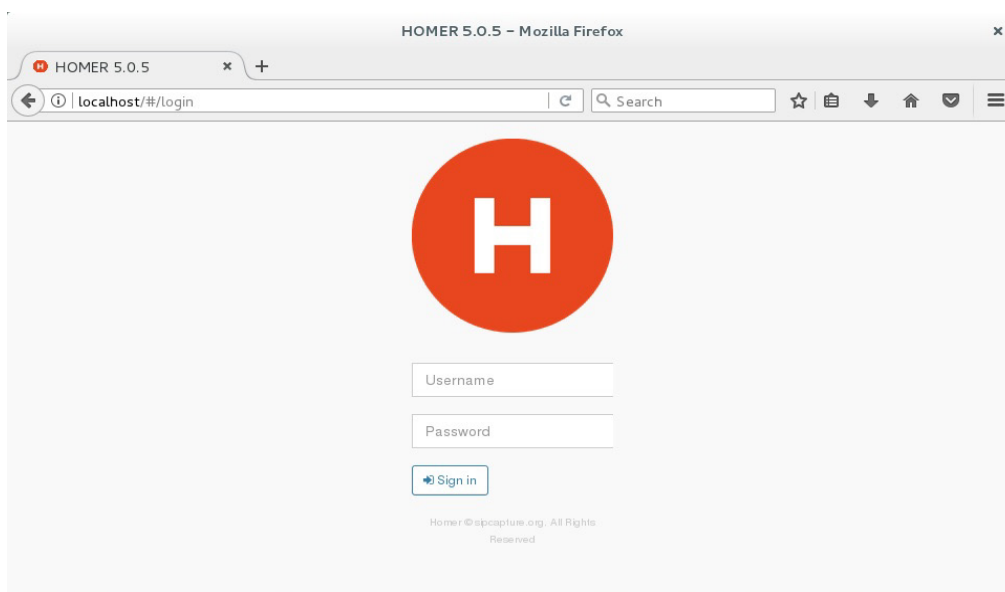 HOMER 5.0.5 – Mozilla Firefox
H HOMER 5.0.5
localhost/#/login
Search
H
Username
Password
Sign in
Homer © sipcapture.org. All Rights
Reserved